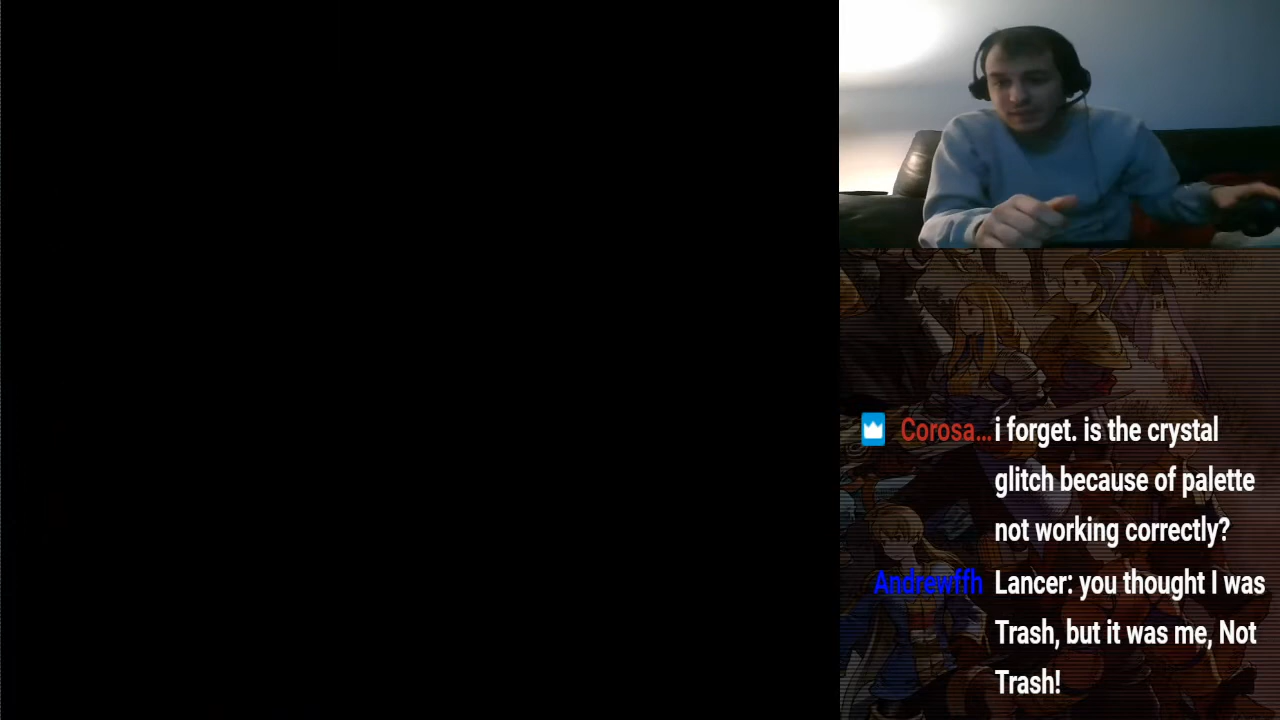 Corosa... i forget. is the crystal
glitch because of palette
not working correctly?
Andrewffh Lancer: you thought I was
Trash, but it was me, Not
Trash!